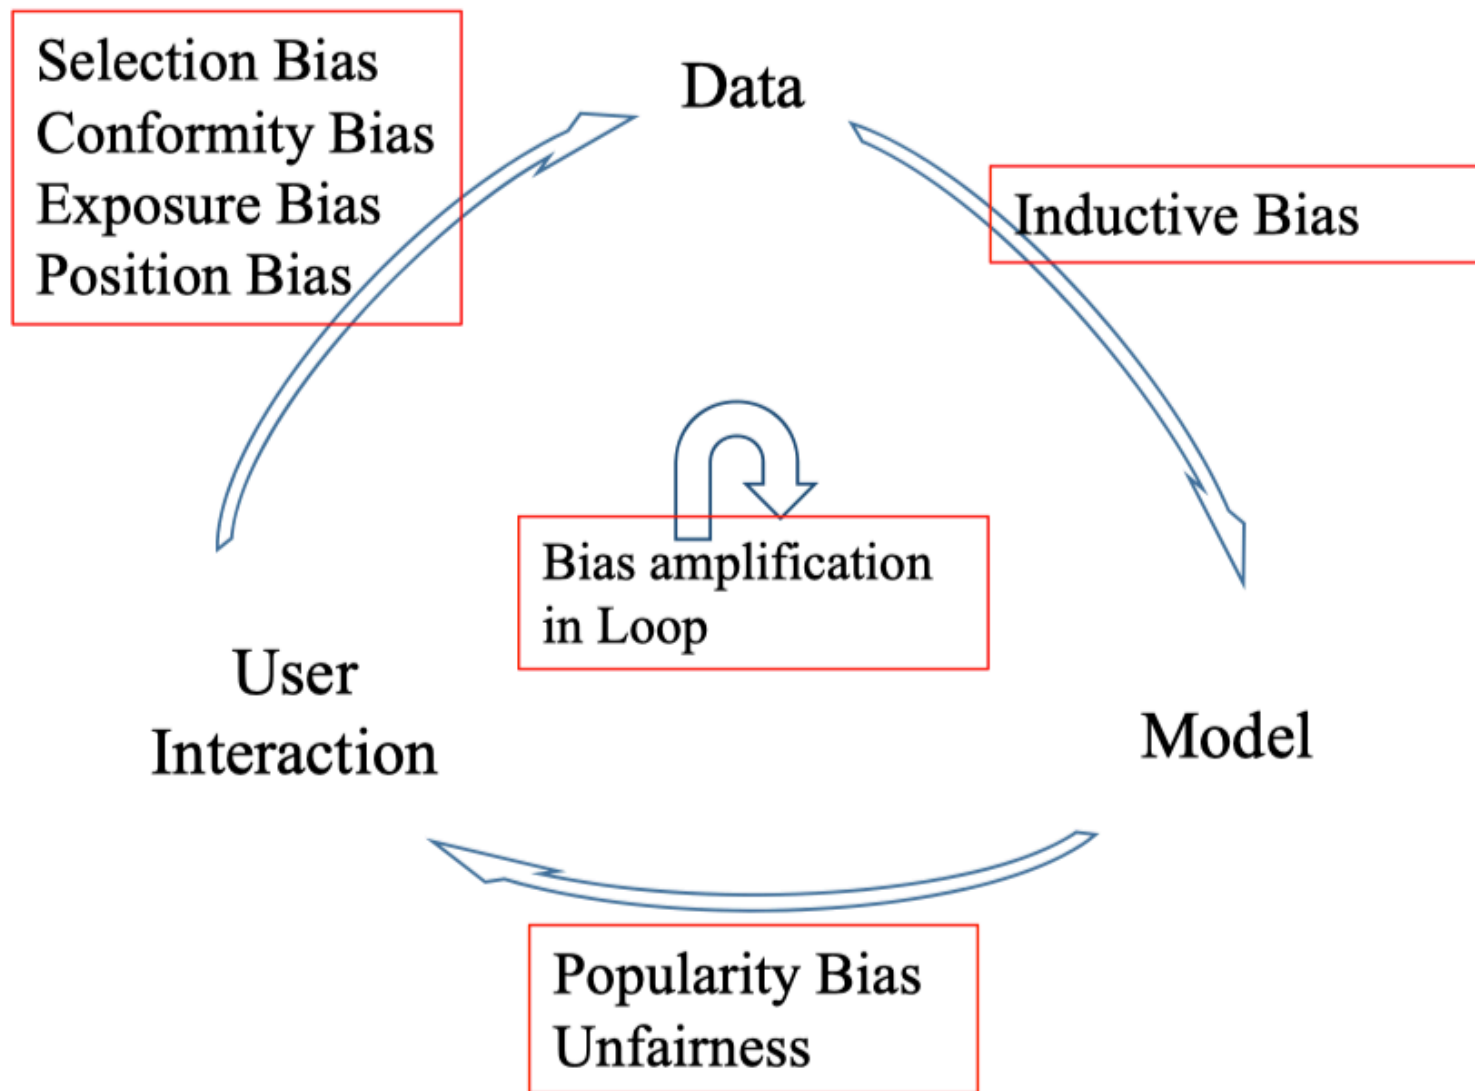 Selection Bias
Conformity Bias
Exposure Bias
Position Bias
Data
Inductive Bias
Bias amplification
in Loop
User
Interaction
Model
Popularity Bias
Unfairness